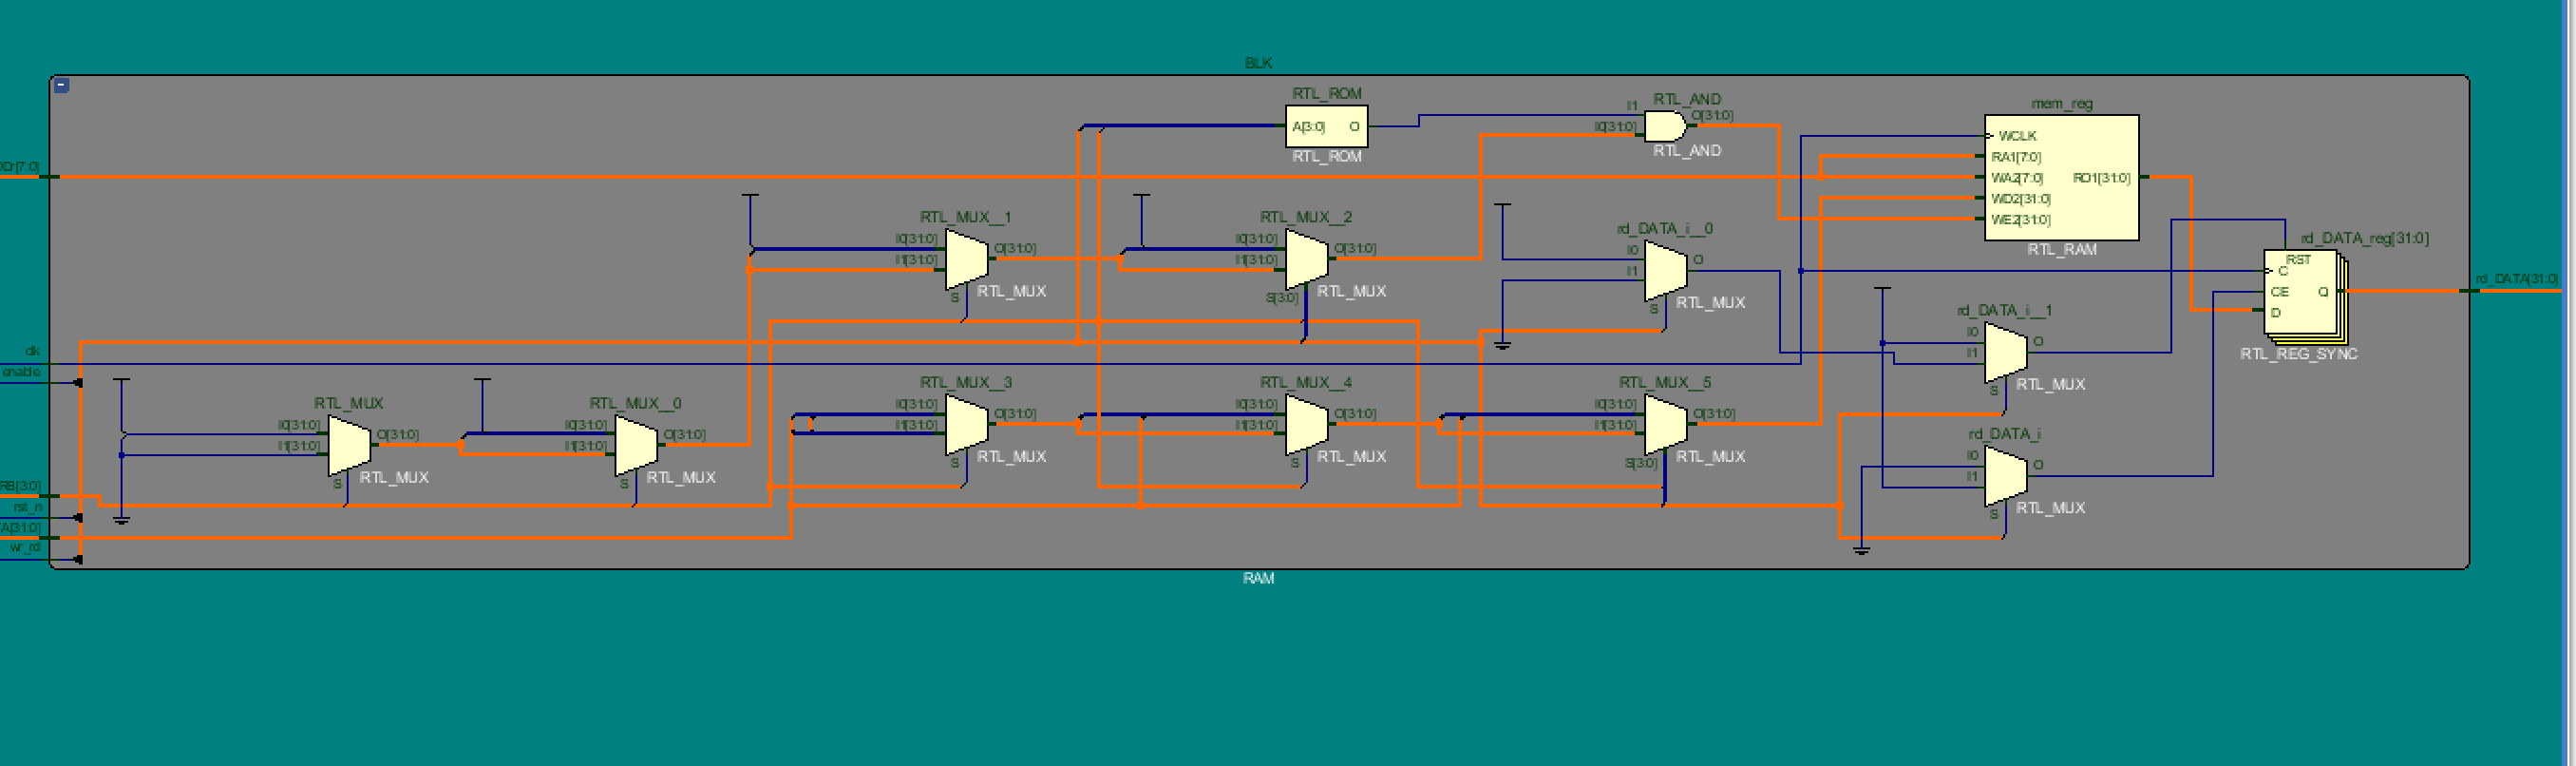 BLK
-
RTL_ROM
A[3:0] O
RTL_ROM
I1
I0[31:0]
RTL_AND
O[31:0]
RTL_AND
mem_reg
WCLK
RA1[7:0]
WA2[7:0] RO1[31:0]
WD2[31:0]
WE2[31:0]
RTL_RAM
RTL_MUX__1
I0[31:0] O[31:0]
I1[31:0]
S RTL_MUX
RTL_MUX__2
I0[31:0] O[31:0]
I1[31:0]
S[3:0] RTL_MUX
rd_DATA_i__0
I0 O
I1
S RTL_MUX
rd_DATA_reg[31:0]
RST
C
CE Q
D
RTL_REG_SYNC
rd_DATA[31:0]
rd_DATA_i__1
I0 O
I1
S RTL_MUX
clk
enable
RTL_MUX
I0[31:0] O[31:0]
I1[31:0]
S RTL_MUX
RTL_MUX__0
I0[31:0] O[31:0]
I1[31:0]
S RTL_MUX
RTL_MUX__3
I0[31:0] O[31:0]
I1[31:0]
S RTL_MUX
RTL_MUX__4
I0[31:0] O[31:0]
I1[31:0]
S RTL_MUX
RTL_MUX__5
I0[31:0] O[31:0]
I1[31:0]
S[3:0] RTL_MUX
rd_DATA_i
I0 O
I1
S RTL_MUX
RB[3:0]
rst_n
A[31:0]
wr_rd
RAM